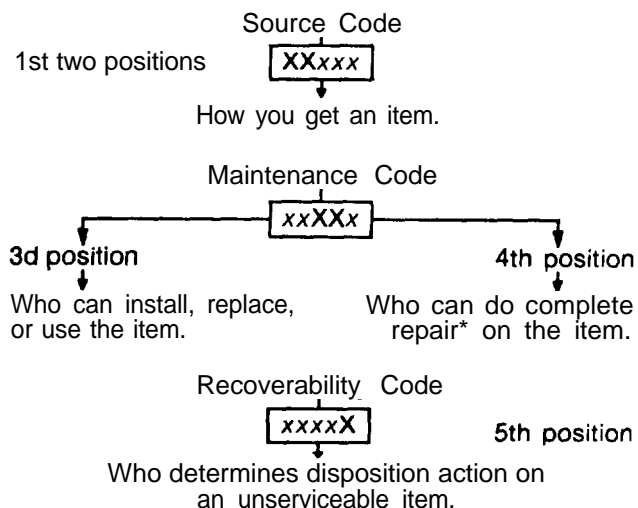 Source Code
1st two positions
XXxxx
How you get an item.
Maintenance Code
xxXXx
3d position
4th position
Who can install, replace,
or use the item.
Who can do complete
repair* on the item.
Recoverability Code
xxxxX
5th position
Who determines disposition action on
an unserviceable item.